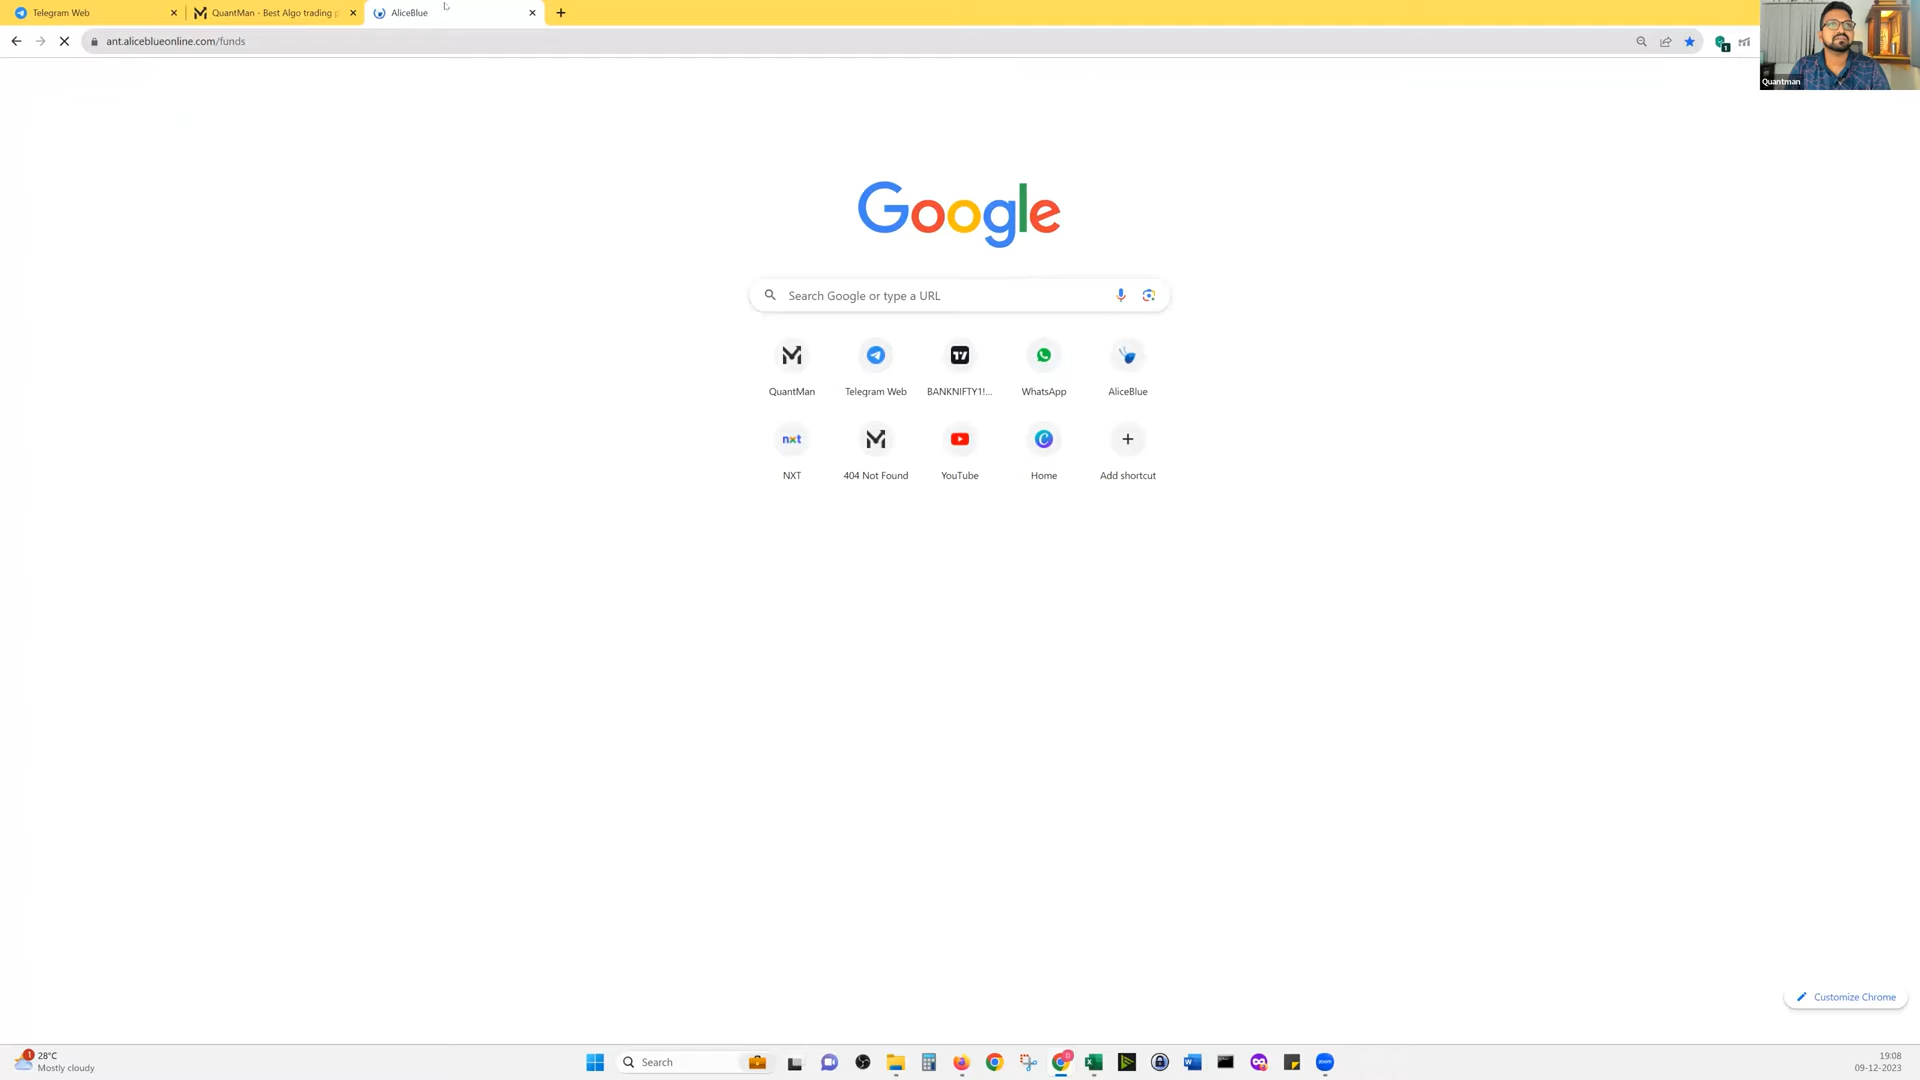 Telegram Web
QuantMan - Best Algo trading p
AliceBlue
ant.aliceblueonline.com/funds
1
Quantman
Google
Search Google or type a URL
QuantMan
Telegram Web
BANKNIFTY1!...
WhatsApp
AliceBlue
nxt
NXT
404 Not Found
YouTube
Home
Add shortcut
Customize Chrome
1
28°C
Mostly cloudy
Search
19:08
09-12-2023